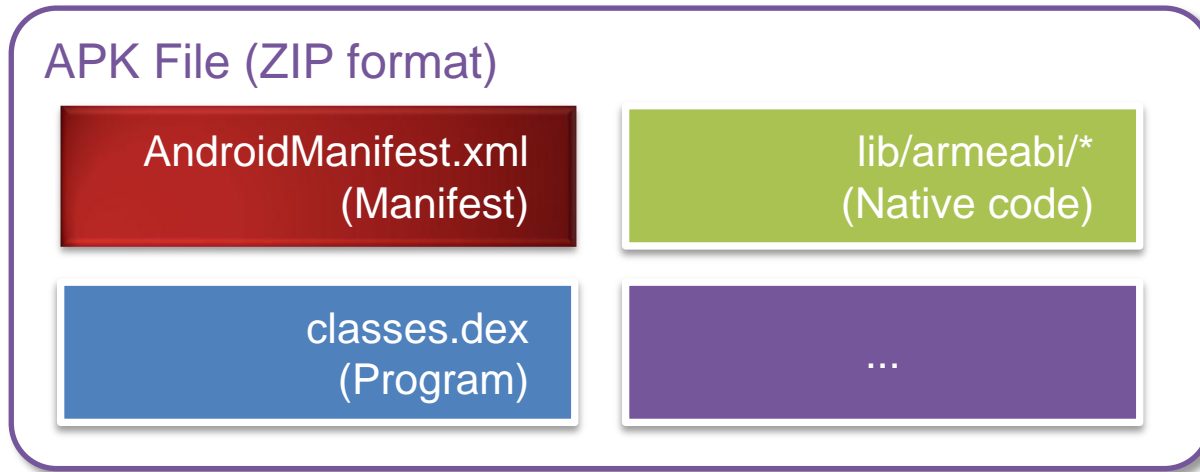 APK File (ZIP format)
AndroidManifest.xml
(Manifest)
lib/armeabi/*
(Native code)
classes.dex
(Program)
...